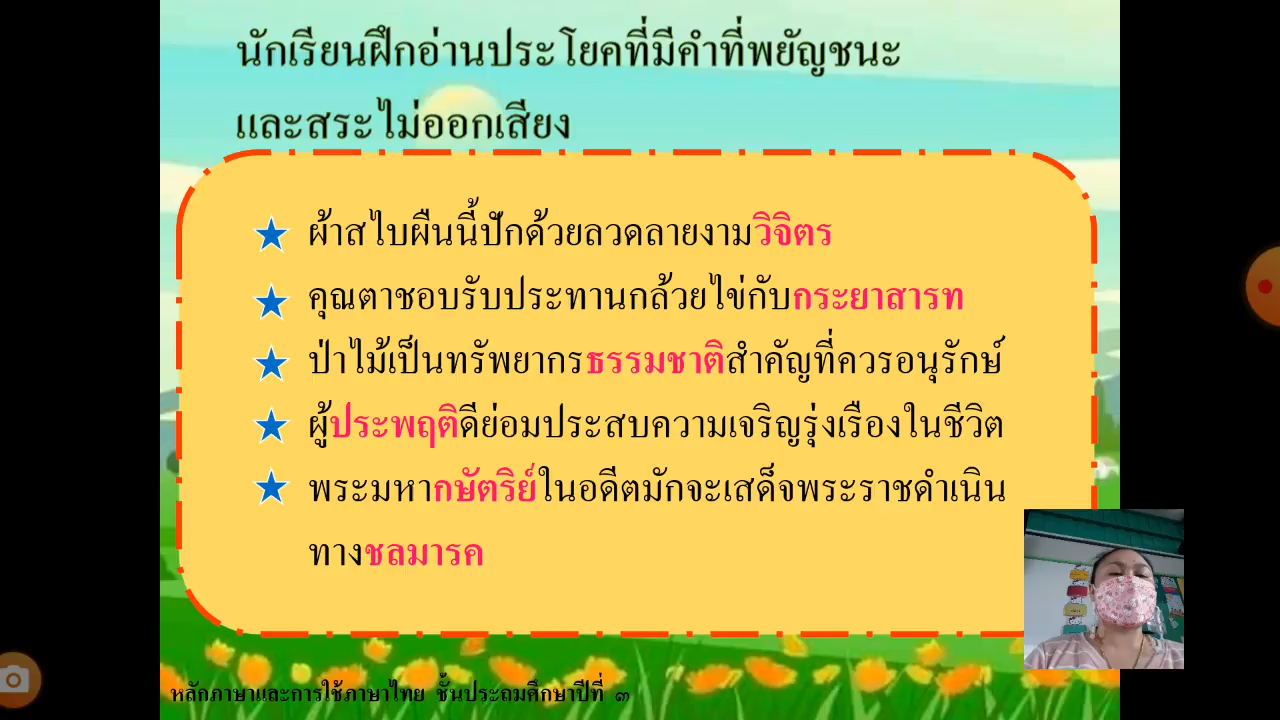 นักเรียนฝึกอ่านประโยคที่มีคำที่พยัญชนะ
และสระไม่ออกเสียง
ผ้าสไบผืนนี้ปักด้วยลวดลายงามวิจิตร
คุณตาชอบรับประทานกล้วยไข่กับกระยาสารท
ป่าไม้เป็นทรัพยากรธรรมชาติสำคัญที่ควรอนุรักษ์
ผู้ประพฤติดีย่อมประสบความเจริญรุ่งเรืองในชีวิต
พระมหากษัตริย์ในอดีตมักจะเสด็จพระราชดำเนิน
ทางชลมารค
หลักภาษาและการใช้ภาษาไทย ชั้นประถมศึกษาปีที่ ๓